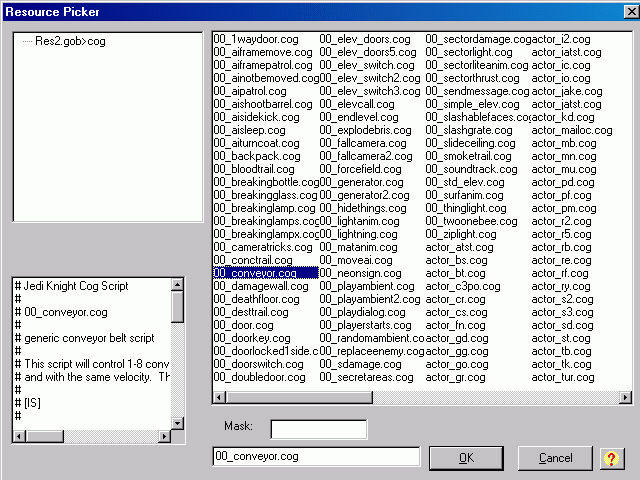 Resource Picker
Res2.gob>cog
00_1waydoor.cog 00_elev_doors.cog 00_sectordamage.cog actor_i2.cog
00_aiframemove.cog 00_elev_doors5.cog 00_sectorlight.cog actor_iatst.cog
00_aiframepatrol.cog 00_elev_switch.cog 00_sectorliteanim.cog actor_ic.cog
00_ainotbemoved.cog 00_elev_switch2.cog 00_sectorthrust.cog actor_io.cog
00_aipatrol.cog 00_elev_switch3.cog 00_sendmessage.cog actor_jake.cog
00_aishootbarrel.cog 00_elevcall.cog 00_simple_elev.cog actor_jatst.cog
00_aisidekick.cog 00_endlevel.cog 00_slashablefaces.co actor_kd.cog
00_aisleep.cog 00_explodebris.cog 00_slashgrate.cog actor_mailoc.cog
00_aiturncoat.cog 00_fallcamera.cog 00_slideceiling.cog actor_mb.cog
00_backpack.cog 00_fallcamera2.cog 00_smoketrail.cog actor_mn.cog
00_bloodtrail.cog 00_forcefield.cog 00_soundtrack.cog actor_mu.cog
00_breakingbottle.cog 00_generator.cog 00_std_elev.cog actor_pd.cog
00_breakingglass.cog 00_generator2.cog 00_surfanim.cog actor_pf.cog
00_breakinglamp.cog 00_hidethings.cog 00_thinglight.cog actor_pm.cog
00_breakinglamps.cog 00_lightanim.cog 00_twoonebee.cog actor_r2.cog
00_breakinglampx.cog 00_lightning.cog 00_ziplight.cog actor_r5.cog
00_cameratricks.cog 00_matanim.cog actor_atst.cog actor_rb.cog
00_conctrail.cog 00_moveai.cog actor_bs.cog actor_re.cog
00_conveyor.cog 00_neonsign.cog actor_bt.cog actor_rf.cog
00_damagewall.cog 00_playambient.cog actor_c3po.cog actor_ry.cog
00_deathfloor.cog 00_playambient2.cog actor_cr.cog actor_s2.cog
00_desttrail.cog 00_playdialog.cog actor_cs.cog actor_s3.cog
00_door.cog 00_playerstarts.cog actor_fn.cog actor_sd.cog
00_doorkey.cog 00_randomambient.co actor_gd.cog actor_st.cog
00_doorlocked1side.c 00_replaceenemy.cog actor_gg.cog actor_tb.cog
00_doorswitch.cog 00_sdamage.cog actor_go.cog actor_tk.cog
00_doubledoor.cog 00_secretareas.cog actor_gr.cog actor_tur.cog
# Jedi Knight Cog Script
#
# 00_conveyor.cog
#
# generic conveyor belt script
#
# This script will control 1-8 conv
# and with the same velocity. Th
#
# [IS]
#
Mask:
00_conveyor.cog
OK
Cancel
?